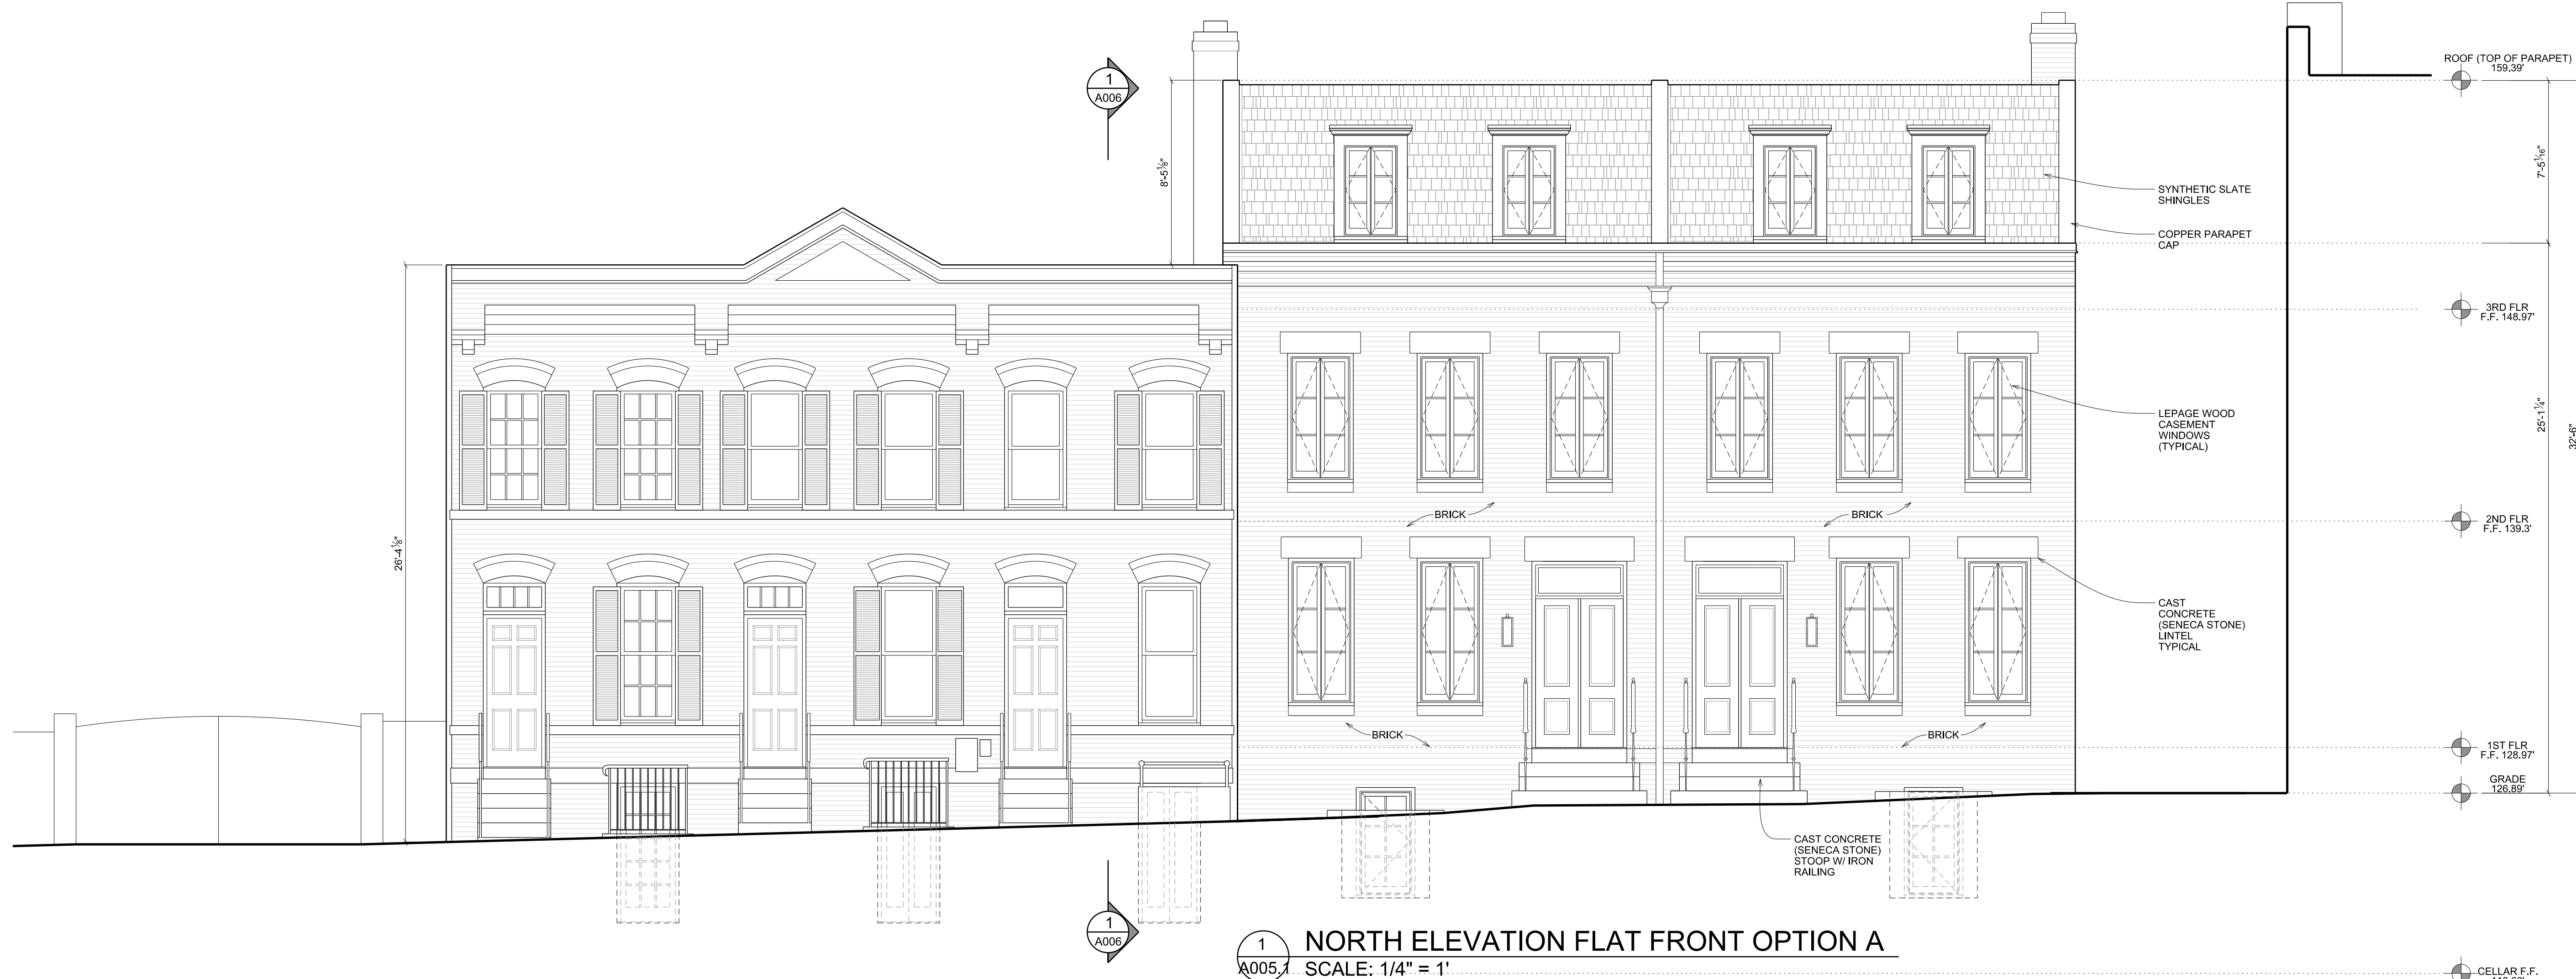 1
A006
8'-5⅛"
26'-4⅛"
ROOF (TOP OF PARAPET)
159.39'
7'-5 1⁄16"
SYNTHETIC SLATE
SHINGLES
COPPER PARAPET
CAP
3RD FLR
F.F. 148.97'
25'-1¼"
32'-6"
LEPAGE WOOD
CASEMENT
WINDOWS
(TYPICAL)
BRICK
BRICK
2ND FLR
F.F. 139.3'
CAST
CONCRETE
(SENECA STONE)
LINTEL
TYPICAL
BRICK
BRICK
1ST FLR
F.F. 128.97'
GRADE
126.89'
CAST CONCRETE
(SENECA STONE)
STOOP W/ IRON
RAILING
1
A006
1
A005.1
NORTH ELEVATION FLAT FRONT OPTION A
SCALE: 1/4" = 1'
CELLAR F.F.